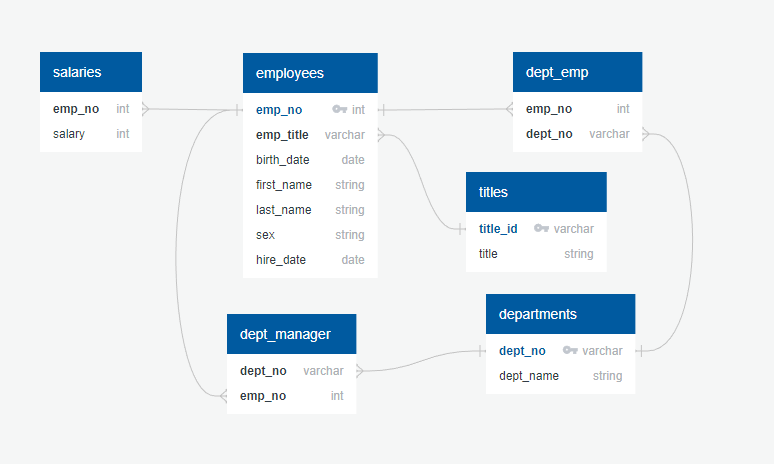 salaries
emp_no int
salary int
employees
emp_no int
emp_title varchar
birth_date date
first_name string
last_name string
sex string
hire_date date
dept_emp
emp_no int
dept_no varchar
titles
title_id varchar
title string
dept_manager
dept_no varchar
emp_no int
departments
dept_no varchar
dept_name string